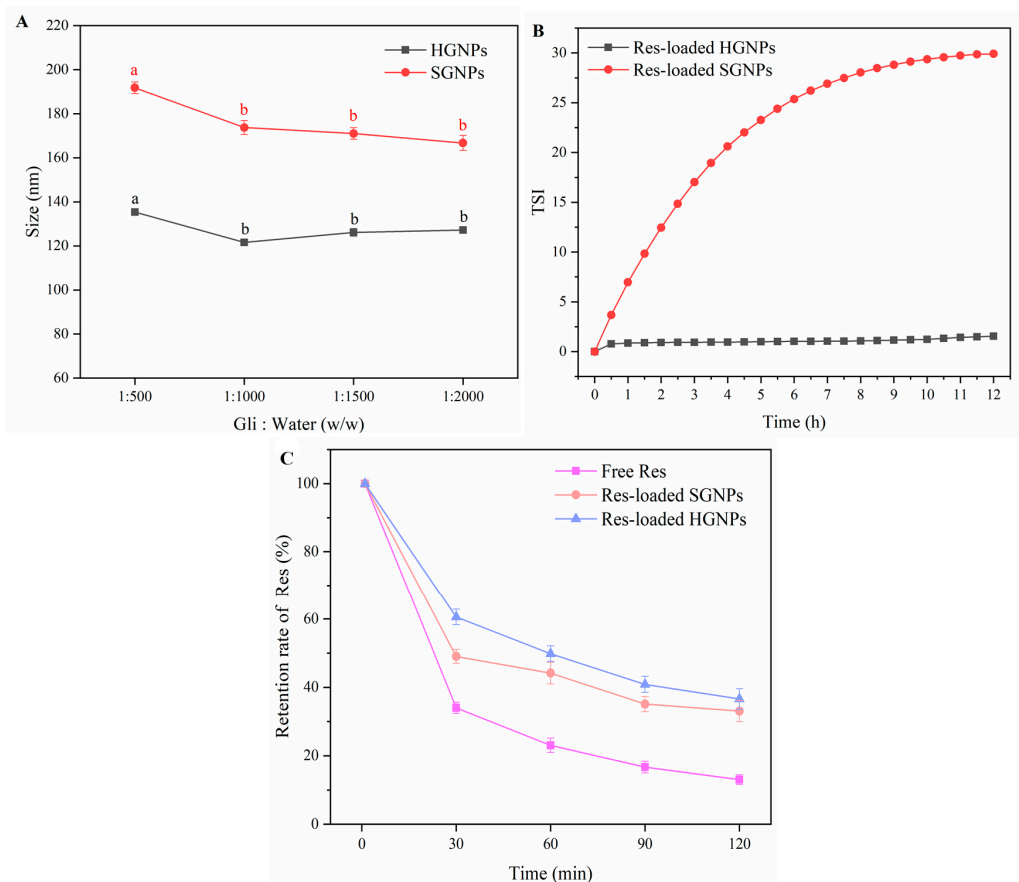 A
220
200
180
160
140
120
100
80
60
Size (nm)
HGNPs
SGNPs
a
b
b
b
a
b
b
b
1:500
1:1000
1:1500
1:2000
Gli : Water (w/w)
B
30
25
20
15
10
5
0
TSI
Res-loaded HGNPs
Res-loaded SGNPs
0
1
2
3
4
5
6
7
8
9
10
11
12
Time (h)
C
100
80
60
40
20
0
Retention rate of Res (%)
Free Res
Res-loaded SGNPs
Res-loaded HGNPs
0
30
60
90
120
Time (min)